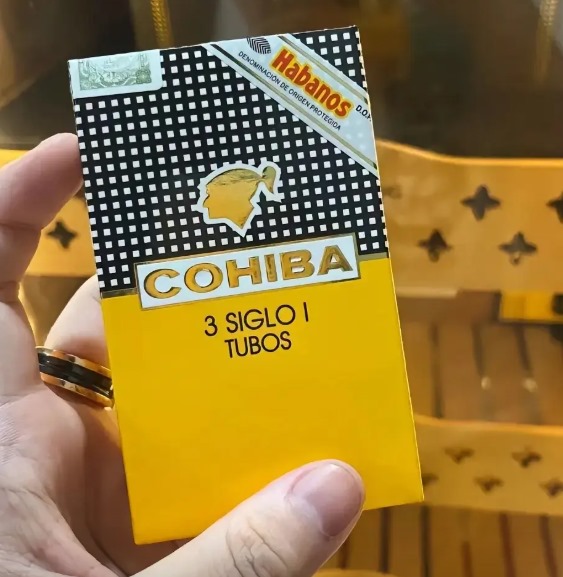 Habanos
DENOMINACIÓN DE ORIGEN PROTEGIDA
D.O.P.
COHIBA
3 SIGLO I
TUBOS